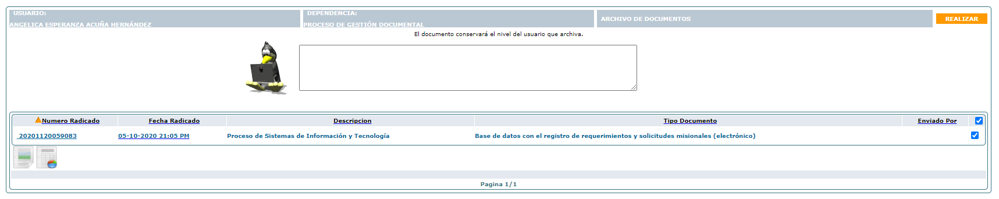 USUARIO:
ANGELICA ESPERANZA ACUÑA HERNÁNDEZ
DEPENDENCIA:
PROCESO DE GESTIÓN DOCUMENTAL
ARCHIVO DE DOCUMENTOS
REALIZAR
El documento conservará el nivel del usuario que archiva.
Numero Radicado Fecha Radicado Descripcion Tipo Documento Enviado Por
20201120059083 05-10-2020 21:05 PM Proceso de Sistemas de Información y Tecnología Base de datos con el registro de requerimientos y solicitudes misionales (electrónico)
Pagina 1/1